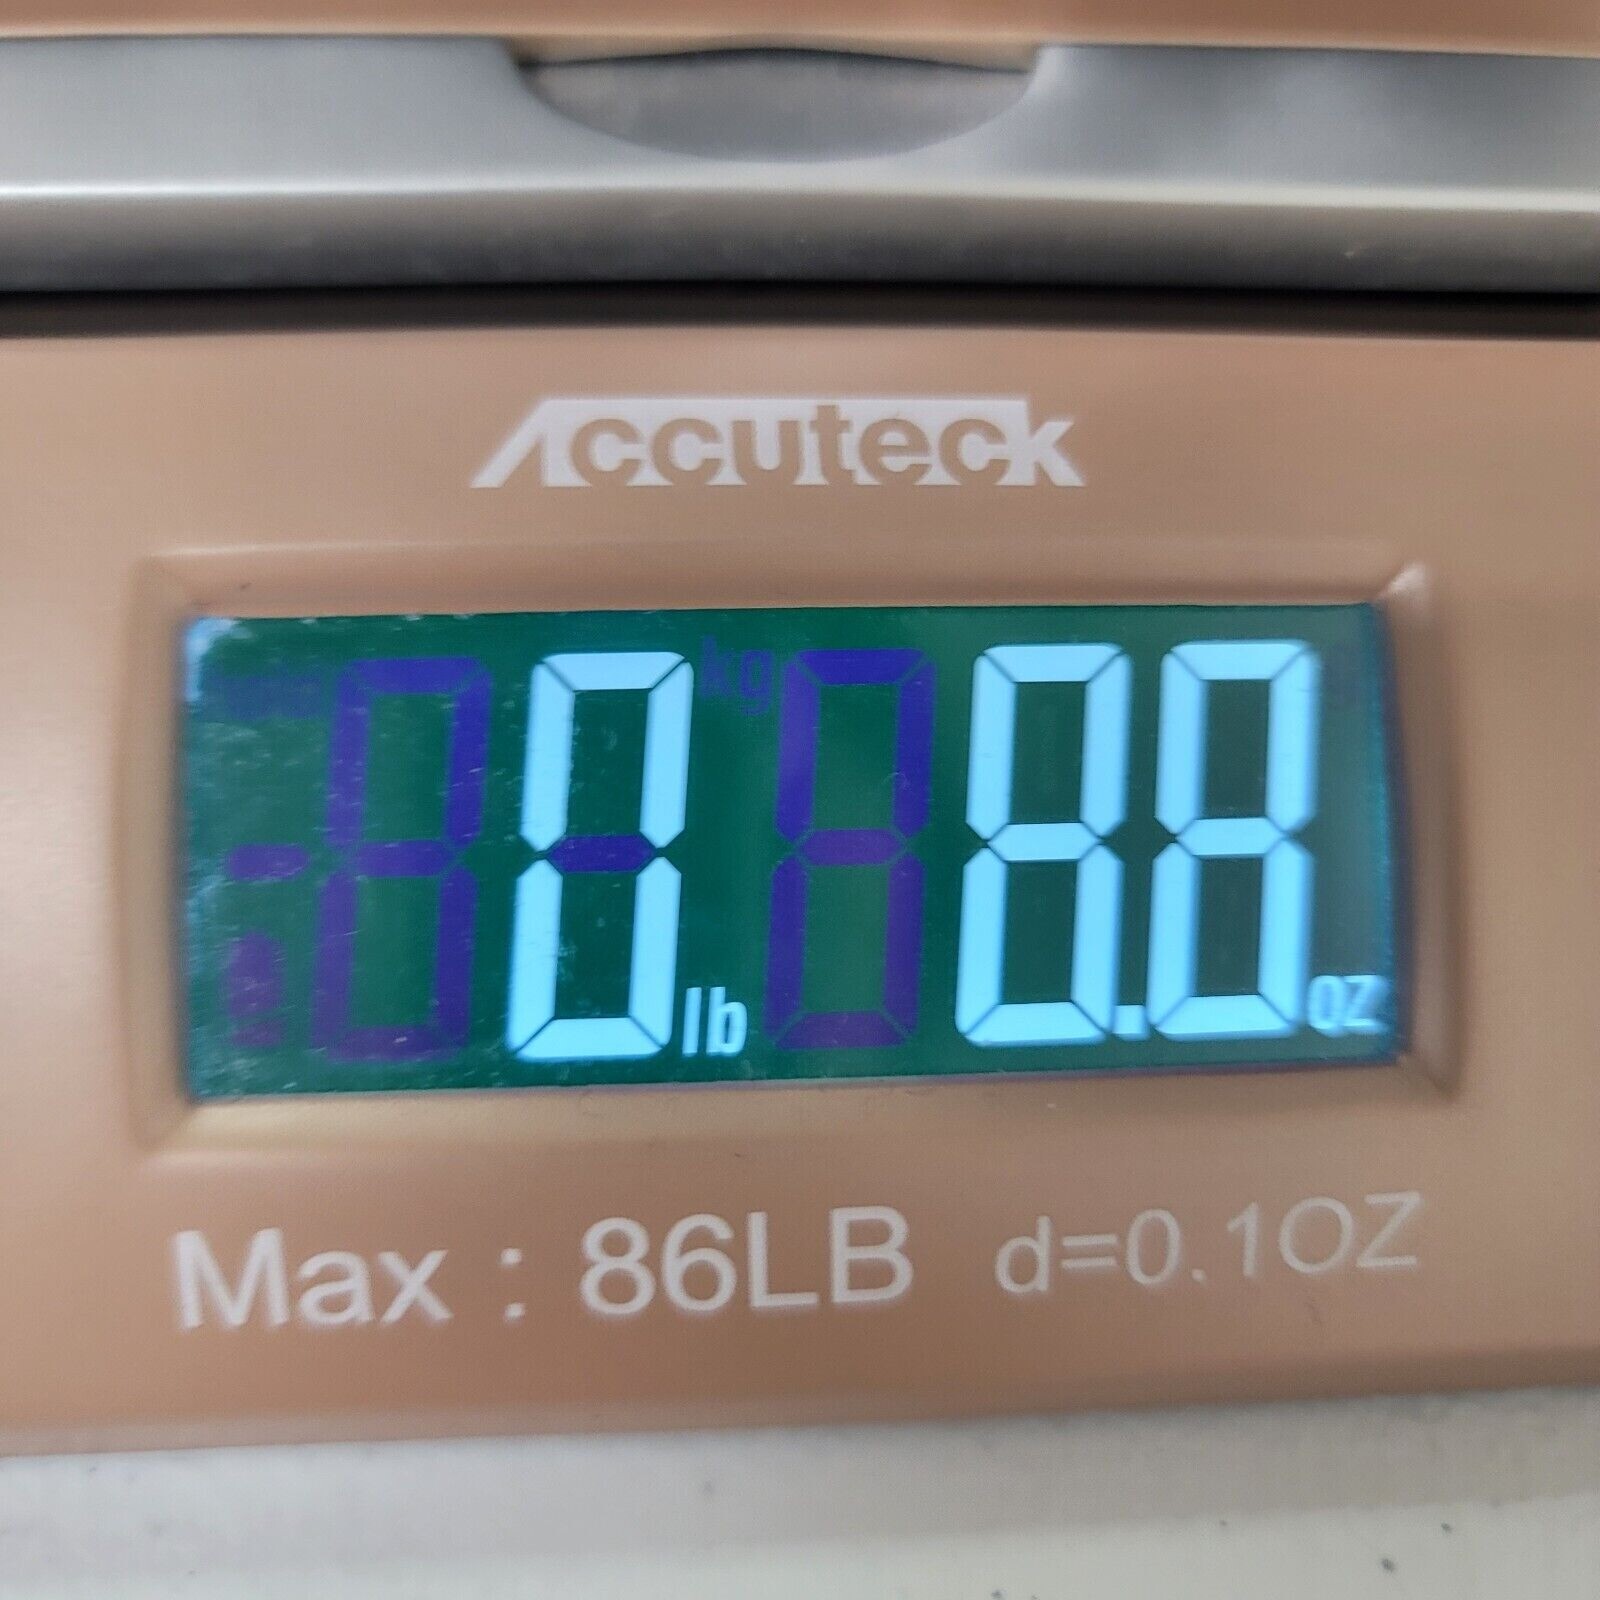 Accuteck
0 lb 8.8 oz
Max : 86LB d=0.1OZ